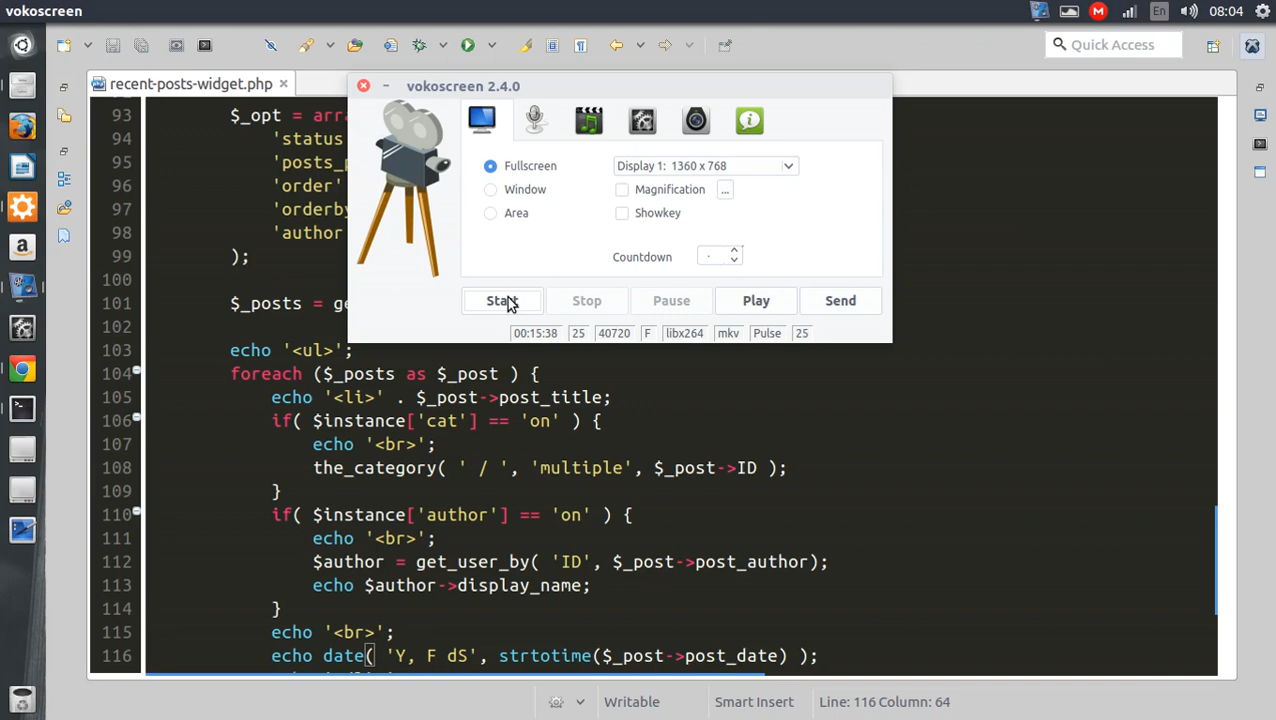 vokoscreen
En
08:04
Quick Access
recent-posts-widget.php
vokoscreen 2.4.0
Fullscreen
Display 1: 1360 x 768
Window
Magnification
...
Area
Showkey
Countdown
Stop
Pause
Play
Send
00:15:38 25 40720 F libx264 mkv Pulse 25
93 $_opt =
94 'status
95 'posts_
96 'order'
97
98 'author
99 );
100
101 $_posts =
102
103 echo '<ul>';
104 foreach ($_posts as $_post ) {
105 echo '<li>' . $_post->post_title;
106 if( $instance['cat'] == 'on' ) {
107 echo '<br>';
108 the_category( ' / ', 'multiple', $_post->ID );
109 }
110 if( $instance['author'] == 'on' ) {
111 echo '<br>';
112 $author = get_user_by( 'ID', $_post->post_author);
113 echo $author->display_name;
114 }
115 echo '<br>';
116 echo date( 'Y, F dS', strtotime($_post->post_date) );
Writable
Smart Insert
Line: 116 Column: 64